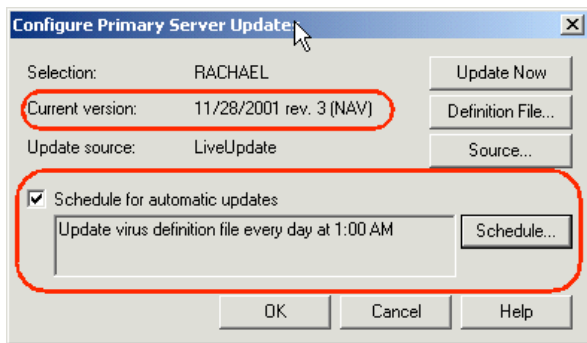 Configure Primary Server Updates
Selection: RACHAEL Update Now
Current version: 11/28/2001 rev. 3 (NAV) Definition File...
Update source: LiveUpdate Source...
Schedule for automatic updates
Update virus definition file every day at 1:00 AM Schedule...
OK Cancel Help